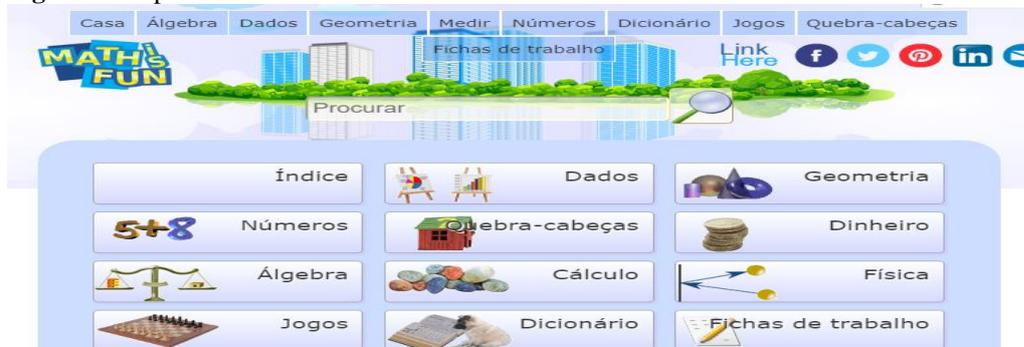 Casa Álgebra Dados Geometria Medir Números Dicionário Jogos Quebra-cabeças
Fichas de trabalho
MATH IS FUN
Link Here
Procurar
Índice Dados Geometria
5+8 Números Quebra-cabeças Dinheiro
Álgebra Cálculo Física
Jogos Dicionário Fichas de trabalho